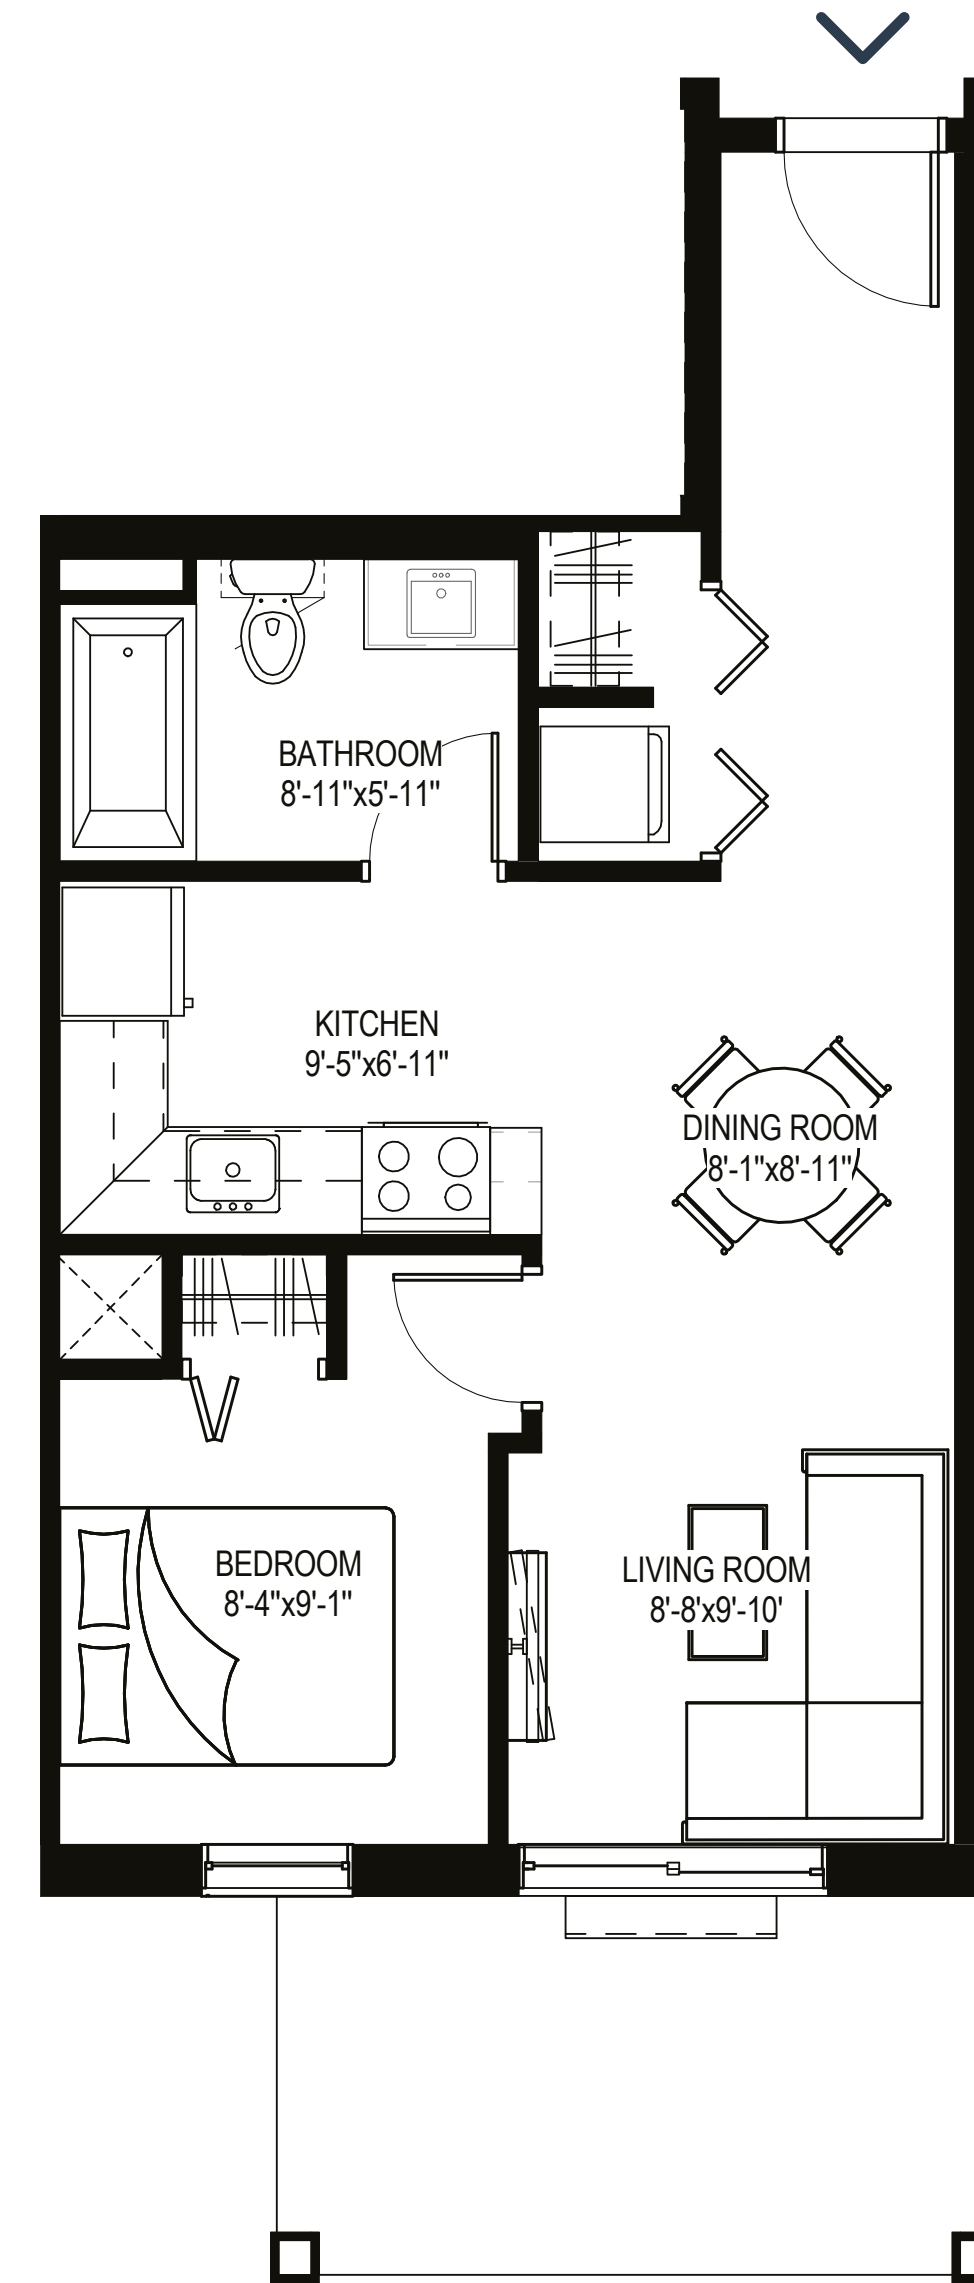 BATHROOM
8'-11"x5'-11"
KITCHEN
9'-5"x6'-11"
DINING ROOM
8'-1"x8'-11"
BEDROOM
8'-4"x9'-1"
LIVING ROOM
8'-8'x9'-10'